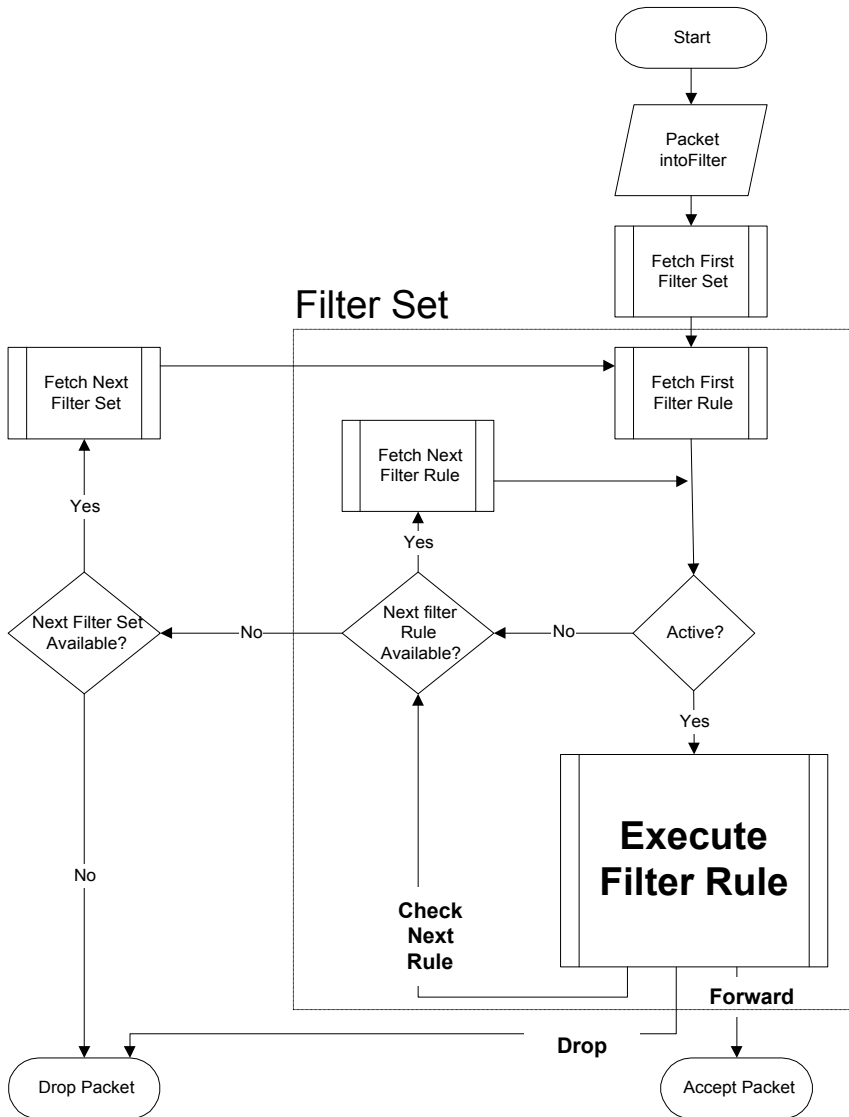 Start
Packet
intoFilter
Fetch First
Filter Set
Filter Set
Fetch Next
Filter Set
Fetch First
Filter Rule
Fetch Next
Filter Rule
Yes
Yes
Next Filter Set
Available?
No
Next filter
Rule
Available?
No
Active?
Yes
Execute
Filter Rule
No
Check
Next
Rule
Forward
Drop
Drop Packet
Accept Packet